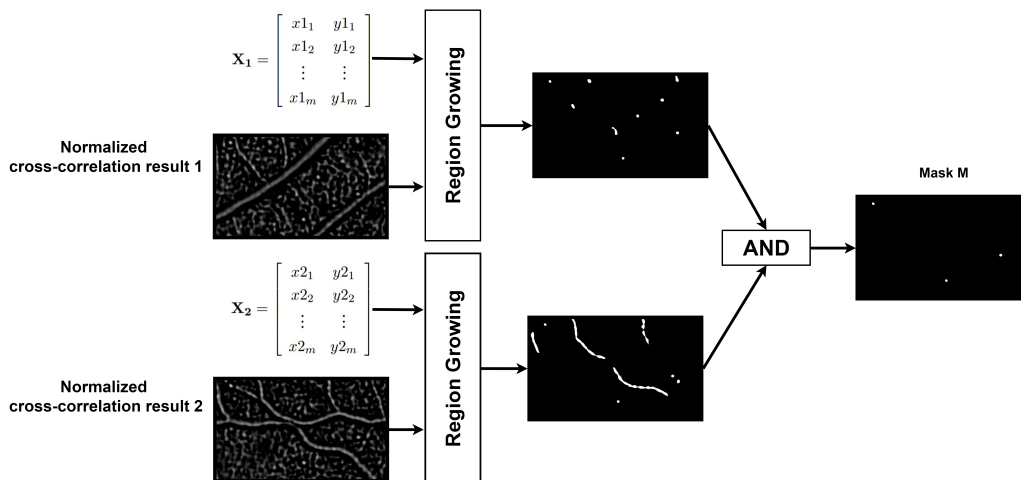 X₁ = [ x1₁ y1₁
x1₂ y1₂
⋮ ⋮
x1ₘ y1ₘ ]
Region Growing
Normalized
cross-correlation result 1
Mask M
AND
X₂ = [ x2₁ y2₁
x2₂ y2₂
⋮ ⋮
x2ₘ y2ₘ ]
Region Growing
Normalized
cross-correlation result 2